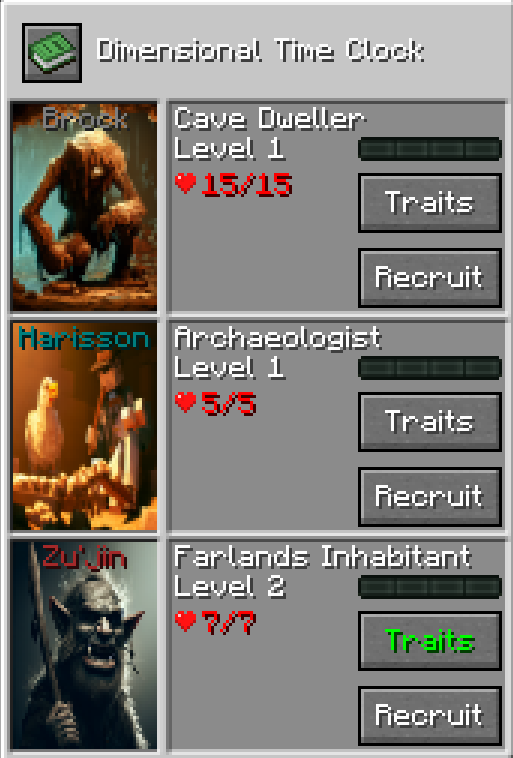 Dimensional Time Clock
Brock
Cave Dweller
Level 1
15/15
Traits
Recruit
Harisson
Archaeologist
Level 1
5/5
Traits
Recruit
Zu'jin
Farlands Inhabitant
Level 2
7/7
Traits
Recruit